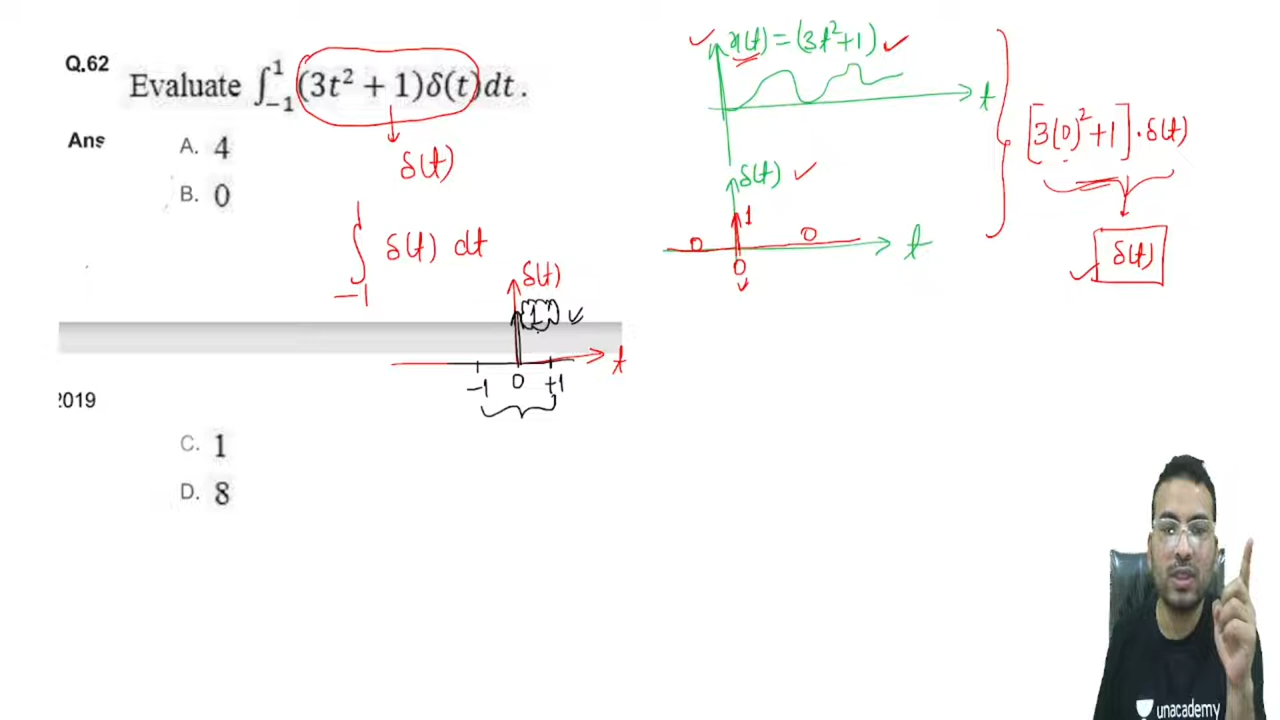 Q.62
Evaluate ∫₋₁¹ (3t² + 1)δ(t)dt .
Ans
A. 4
B. 0
δ(t)
∫₋₁¹ δ(t) dt
δ(t)
1
-1 0 +1
t
2019
C. 1
D. 8
x(t) = (3t²+1)
t
δ(t)
1
0 0
0
t
[3(0)²+1]·δ(t)
δ(t)
unacademy